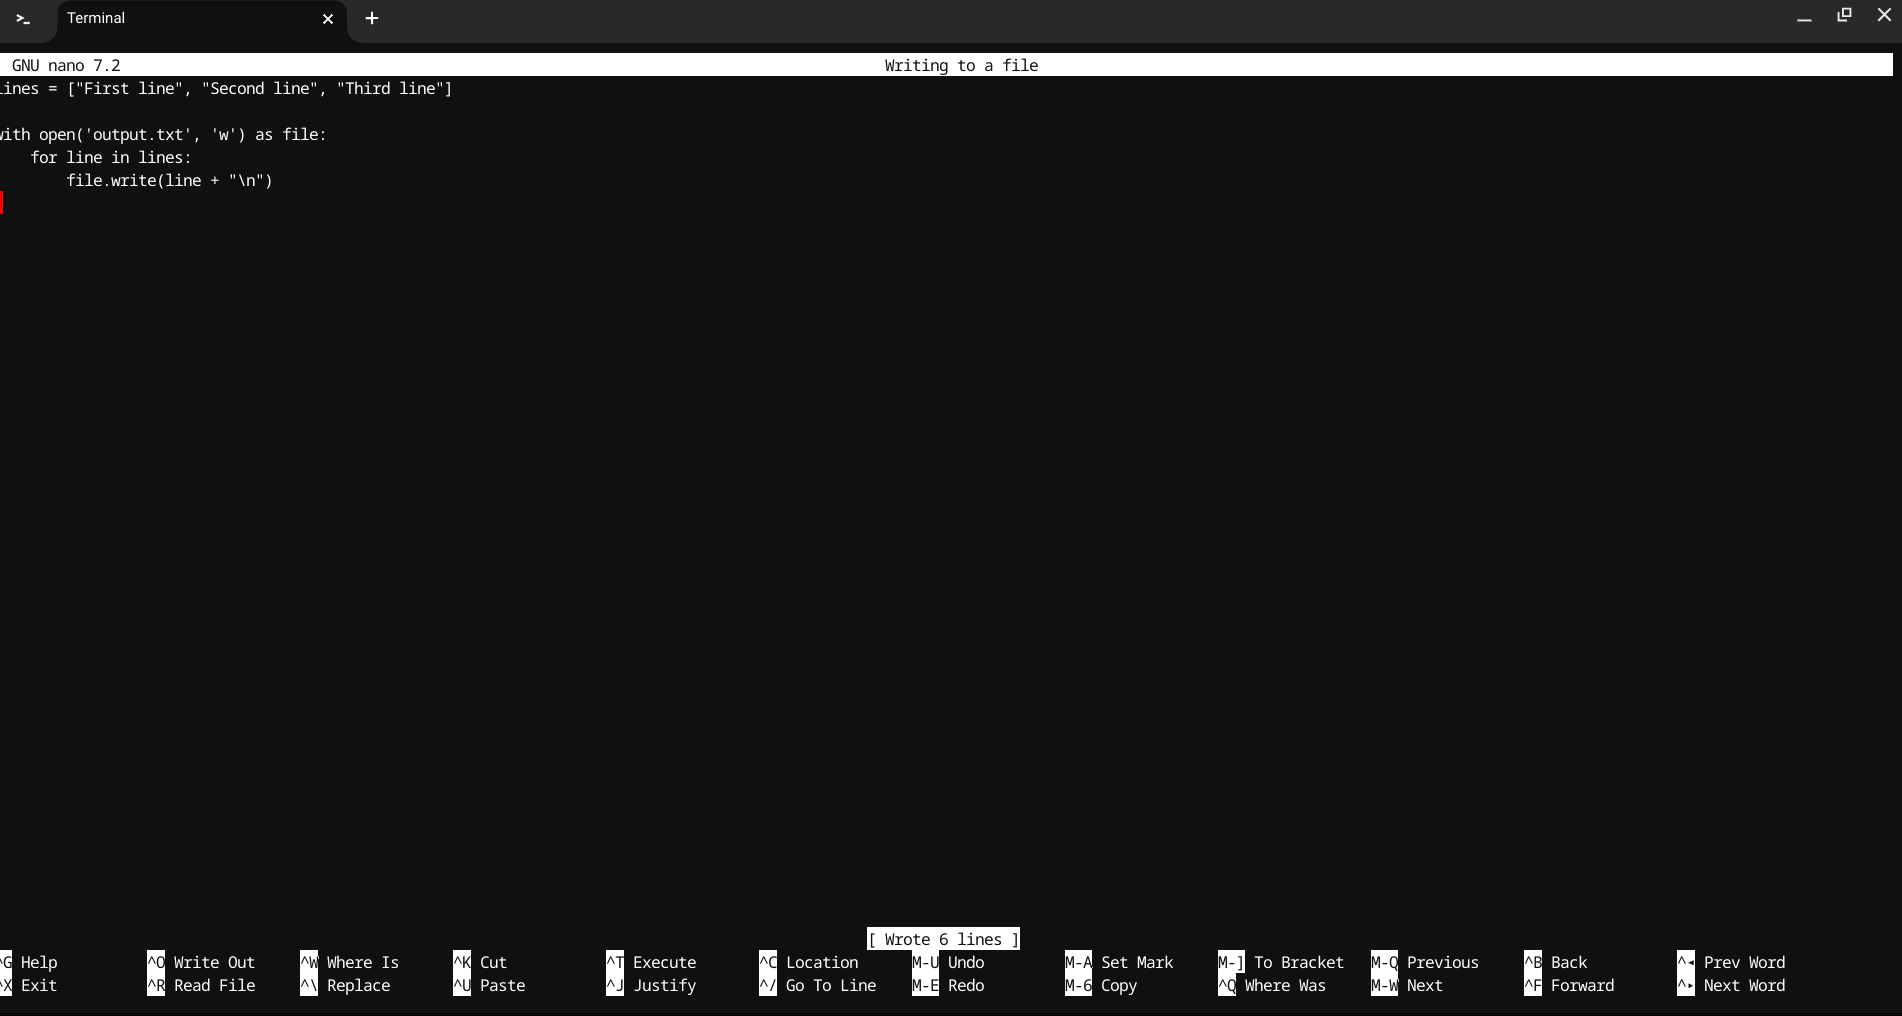 >_ Terminal × +
GNU nano 7.2 Writing to a file
lines = ["First line", "Second line", "Third line"]
with open('output.txt', 'w') as file:
    for line in lines:
        file.write(line + "\n")
[ Wrote 6 lines ]
^G Help ^O Write Out ^W Where Is ^K Cut ^T Execute ^C Location M-U Undo M-A Set Mark M-] To Bracket M-Q Previous ^B Back ^◂ Prev Word
^X Exit ^R Read File ^\ Replace ^U Paste ^J Justify ^/ Go To Line M-E Redo M-6 Copy ^Q Where Was M-W Next ^F Forward ^▸ Next Word